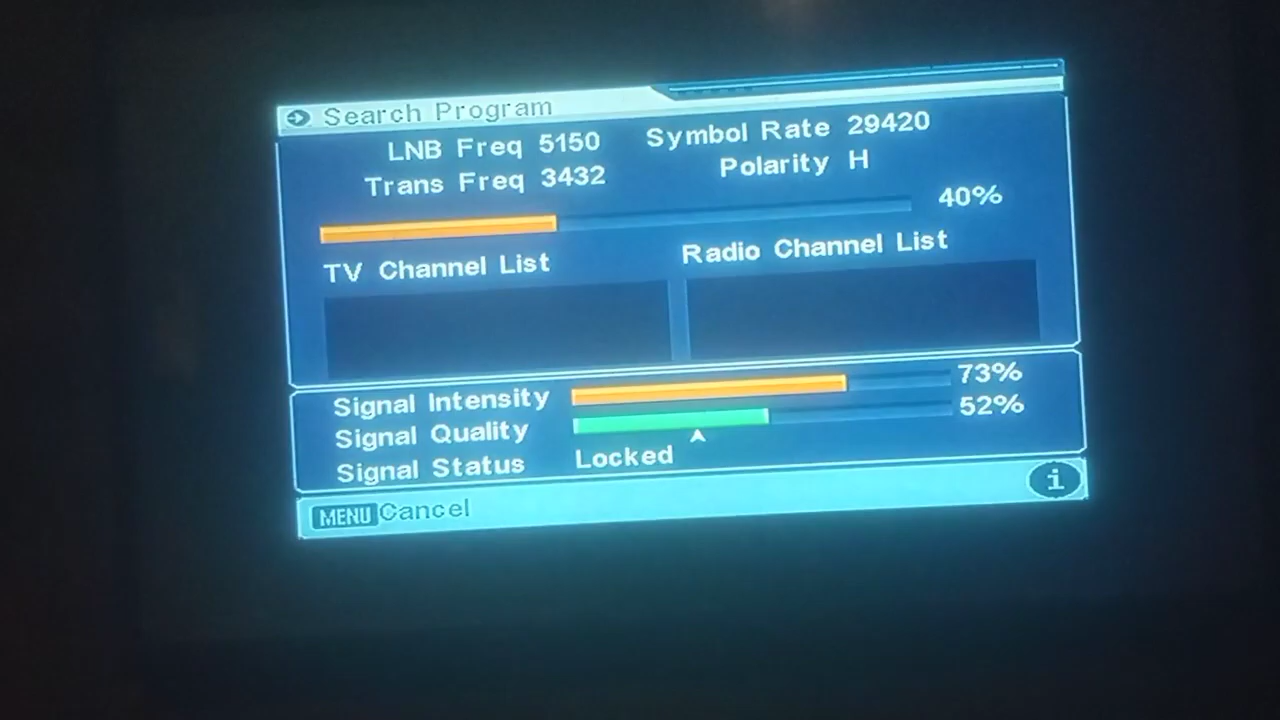 Search Program
LNB Freq 5150 Symbol Rate 29420
Trans Freq 3432 Polarity H
40%
TV Channel List Radio Channel List
Signal Intensity 73%
Signal Quality 52%
Signal Status Locked
MENU Cancel i